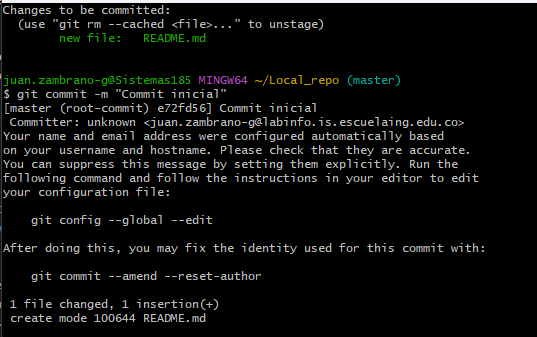 Changes to be committed:
  (use "git rm --cached <file>..." to unstage)
        new file:   README.md
juan.zambrano-g@Sistemas185 MINGW64 ~/Local_repo (master)
$ git commit -m "Commit inicial"
[master (root-commit) e72fd56] Commit inicial
 Committer: unknown <juan.zambrano-g@labinfo.is.escuelaing.edu.co>
Your name and email address were configured automatically based
on your username and hostname. Please check that they are accurate.
You can suppress this message by setting them explicitly. Run the
following command and follow the instructions in your editor to edit
your configuration file:
    git config --global --edit
After doing this, you may fix the identity used for this commit with:
    git commit --amend --reset-author
 1 file changed, 1 insertion(+)
 create mode 100644 README.md